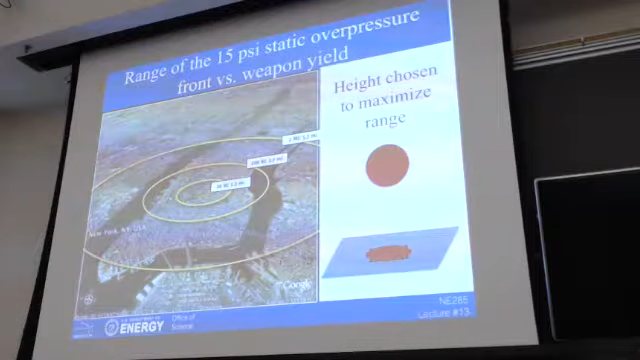 Range of the 15 psi static overpressure
front vs. weapon yield
Height chosen
to maximize
range
NEW YORK, NY, USA
Google
ENERGY
Office of
Science
NE285
Lecture #13